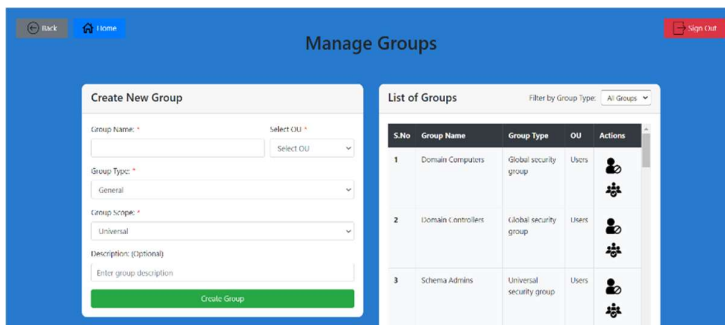 Back
Home
Sign Out
Manage Groups
Create New Group
Group Name: *
Select OU *
Select OU
Group Type: *
General
Group Scope: *
Universal
Description: (Optional)
Enter group description
Create Group
List of Groups
Filter by Group Type:
All Groups
S.No Group Name Group Type OU Actions
1 Domain Computers Global security Users
group
2 Domain Controllers Global security Users
group
3 Schema Admins Universal Users
security group